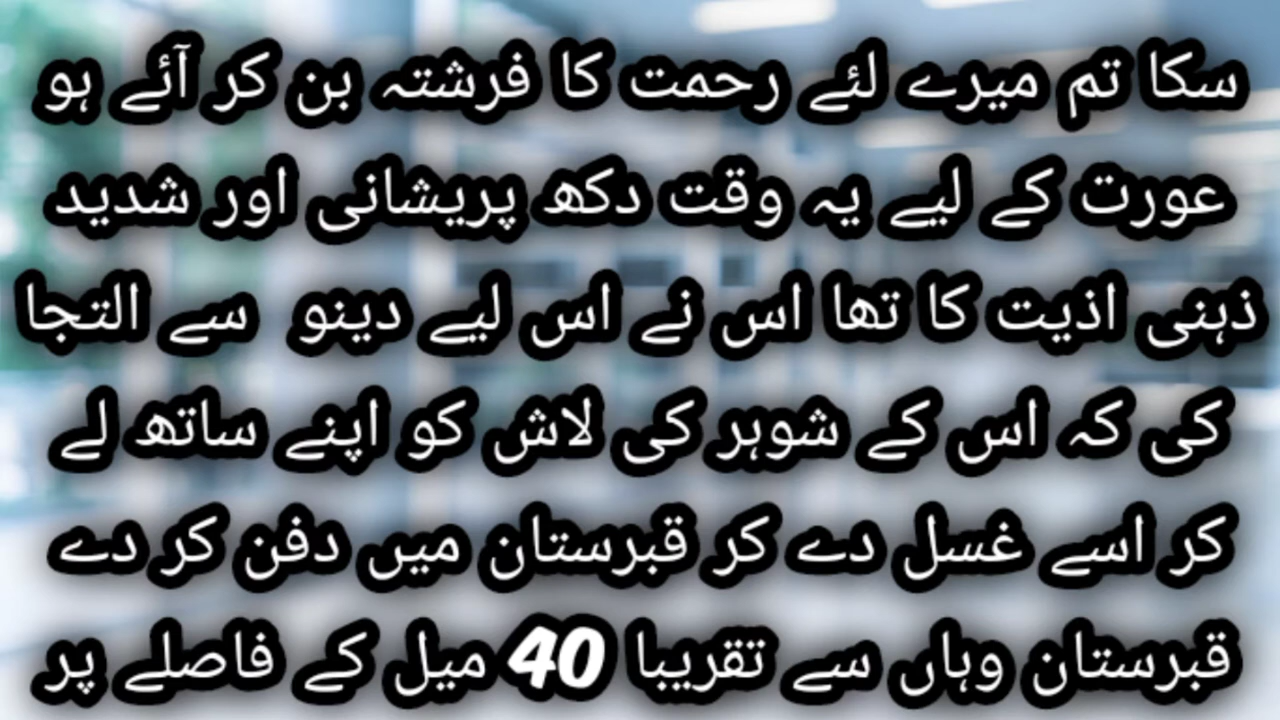 سکا تم میرے لئے رحمت کا فرشتہ بن کر آئے ہو
عورت کے لیے یہ وقت دکھ پریشانی اور شدید
ذہنی اذیت کا تھا اس نے اس لیے دینو سے التجا
کی کہ اس کے شوہر کی لاش کو اپنے ساتھ لے
کر اسے غسل دے کر قبرستان میں دفن کر دے
قبرستان وہاں سے تقریبا 40 میل کے فاصلے پر